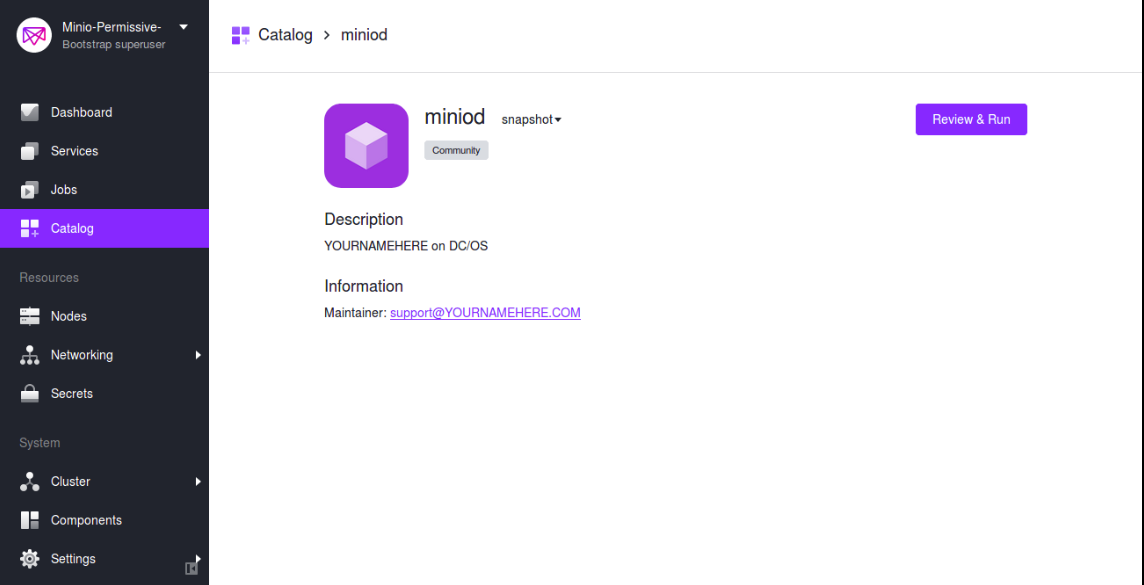 Minio-Permissive-
Bootstrap superuser
Dashboard
Services
Jobs
Catalog
Resources
Nodes
Networking
Secrets
System
Cluster
Components
Settings
Catalog > miniod
miniod snapshot
Review & Run
Community
Description
YOURNAMEHERE on DC/OS
Information
Maintainer: support@YOURNAMEHERE.COM